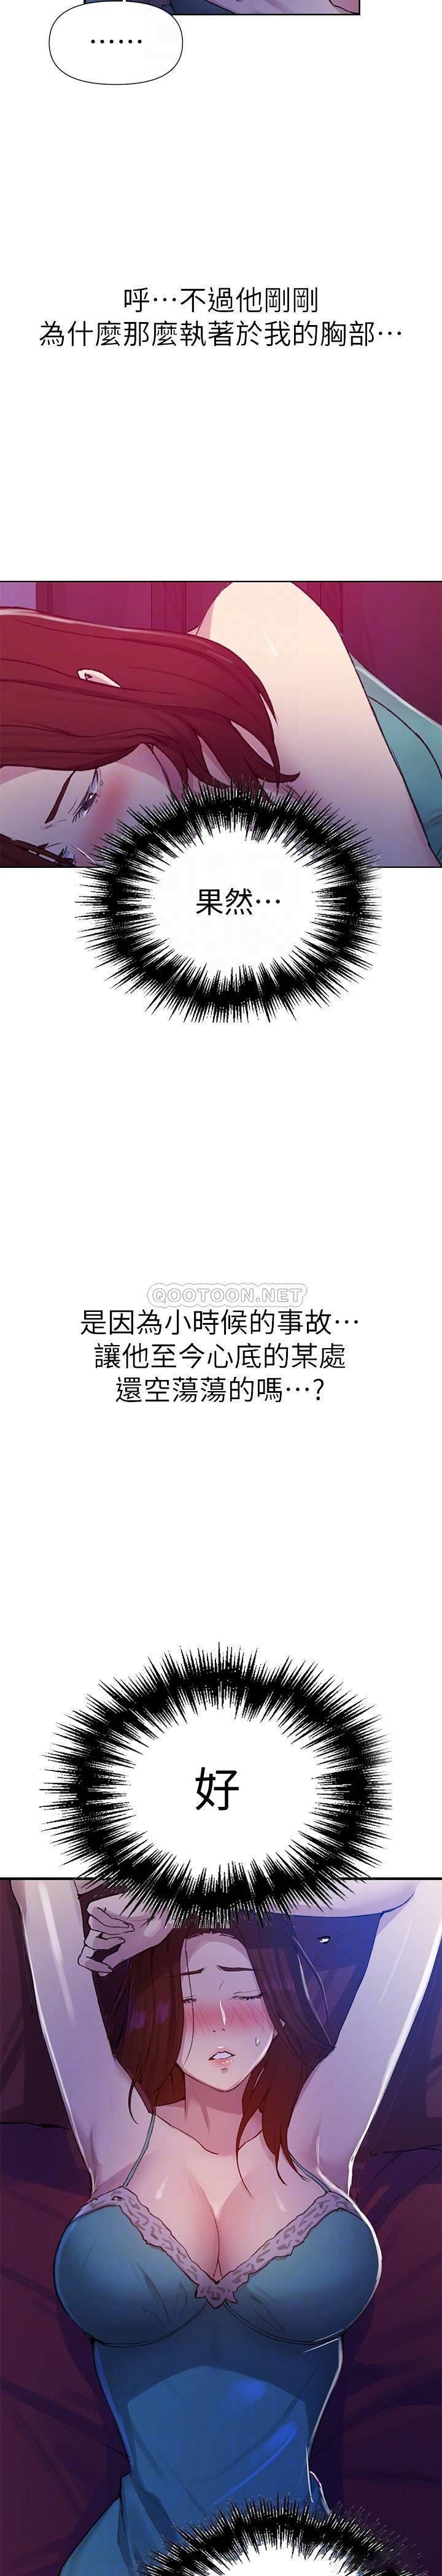 ……
呼…不過他剛剛
為什麼那麼執著於我的胸部…
果然…
QOOTOON.NET
是因為小時候的事故…
讓他至今心底的某處
還空蕩蕩的嗎…?
好